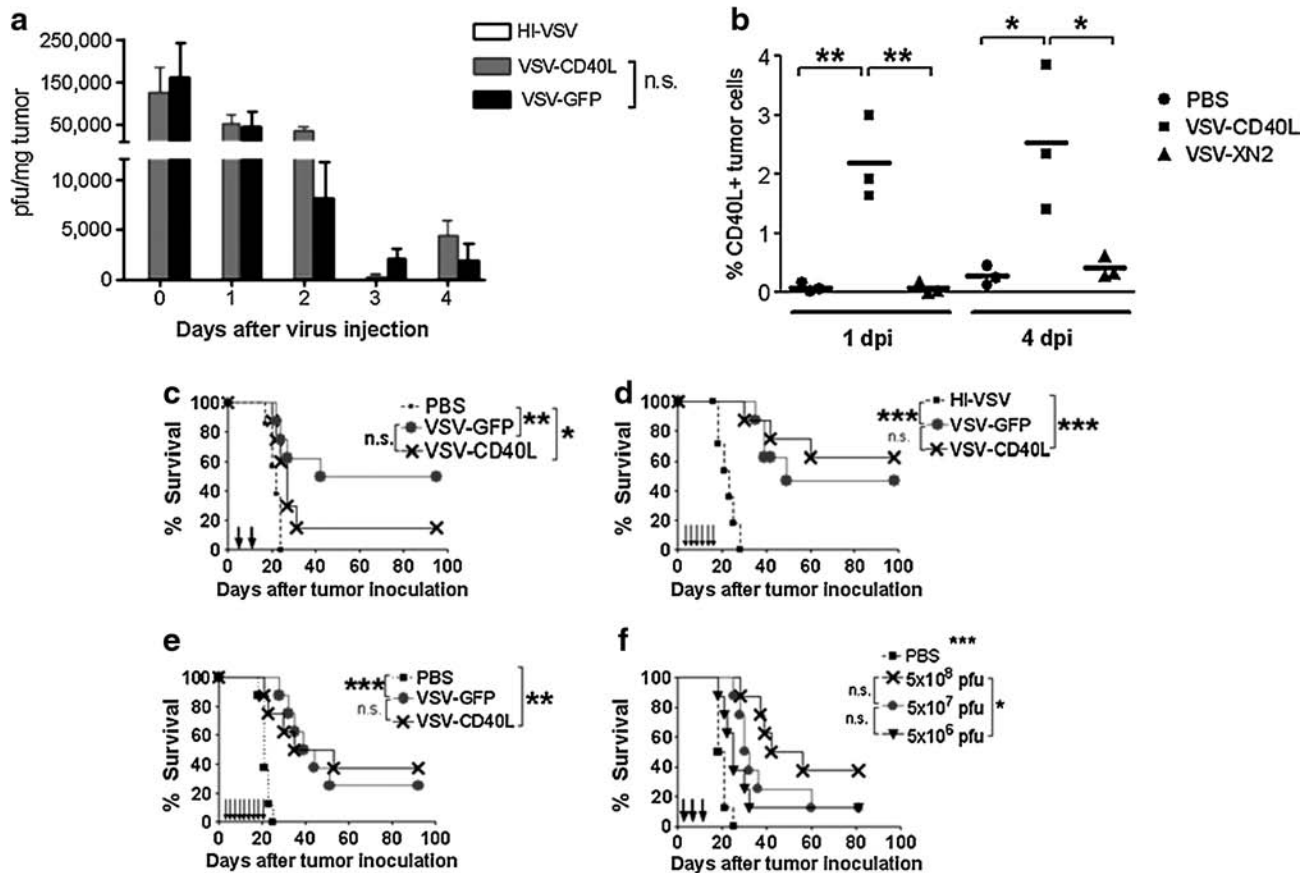 a
250,000
150,000
50,000
10,000
5,000
0
pfu/mg tumor
0 1 2 3 4
Days after virus injection
HI-VSV
VSV-CD40L
VSV-GFP
n.s.
b
4
3
2
1
0
% CD40L+ tumor cells
** **
* *
1 dpi
4 dpi
PBS
VSV-CD40L
VSV-XN2
c
100
80
60
40
20
0
% Survival
0 20 40 60 80 100
Days after tumor inoculation
PBS
VSV-GFP
VSV-CD40L
n.s.
**
*
d
100
80
60
40
20
0
% Survival
0 20 40 60 80 100
Days after tumor inoculation
HI-VSV
VSV-GFP
VSV-CD40L
***
n.s.
***
e
100
80
60
40
20
0
% Survival
0 20 40 60 80 100
Days after tumor inoculation
PBS
VSV-GFP
VSV-CD40L
***
n.s.
**
f
100
80
60
40
20
0
% Survival
0 20 40 60 80 100
Days after tumor inoculation
***
PBS
5x10⁸ pfu
5x10⁷ pfu
5x10⁶ pfu
n.s.
n.s.
*